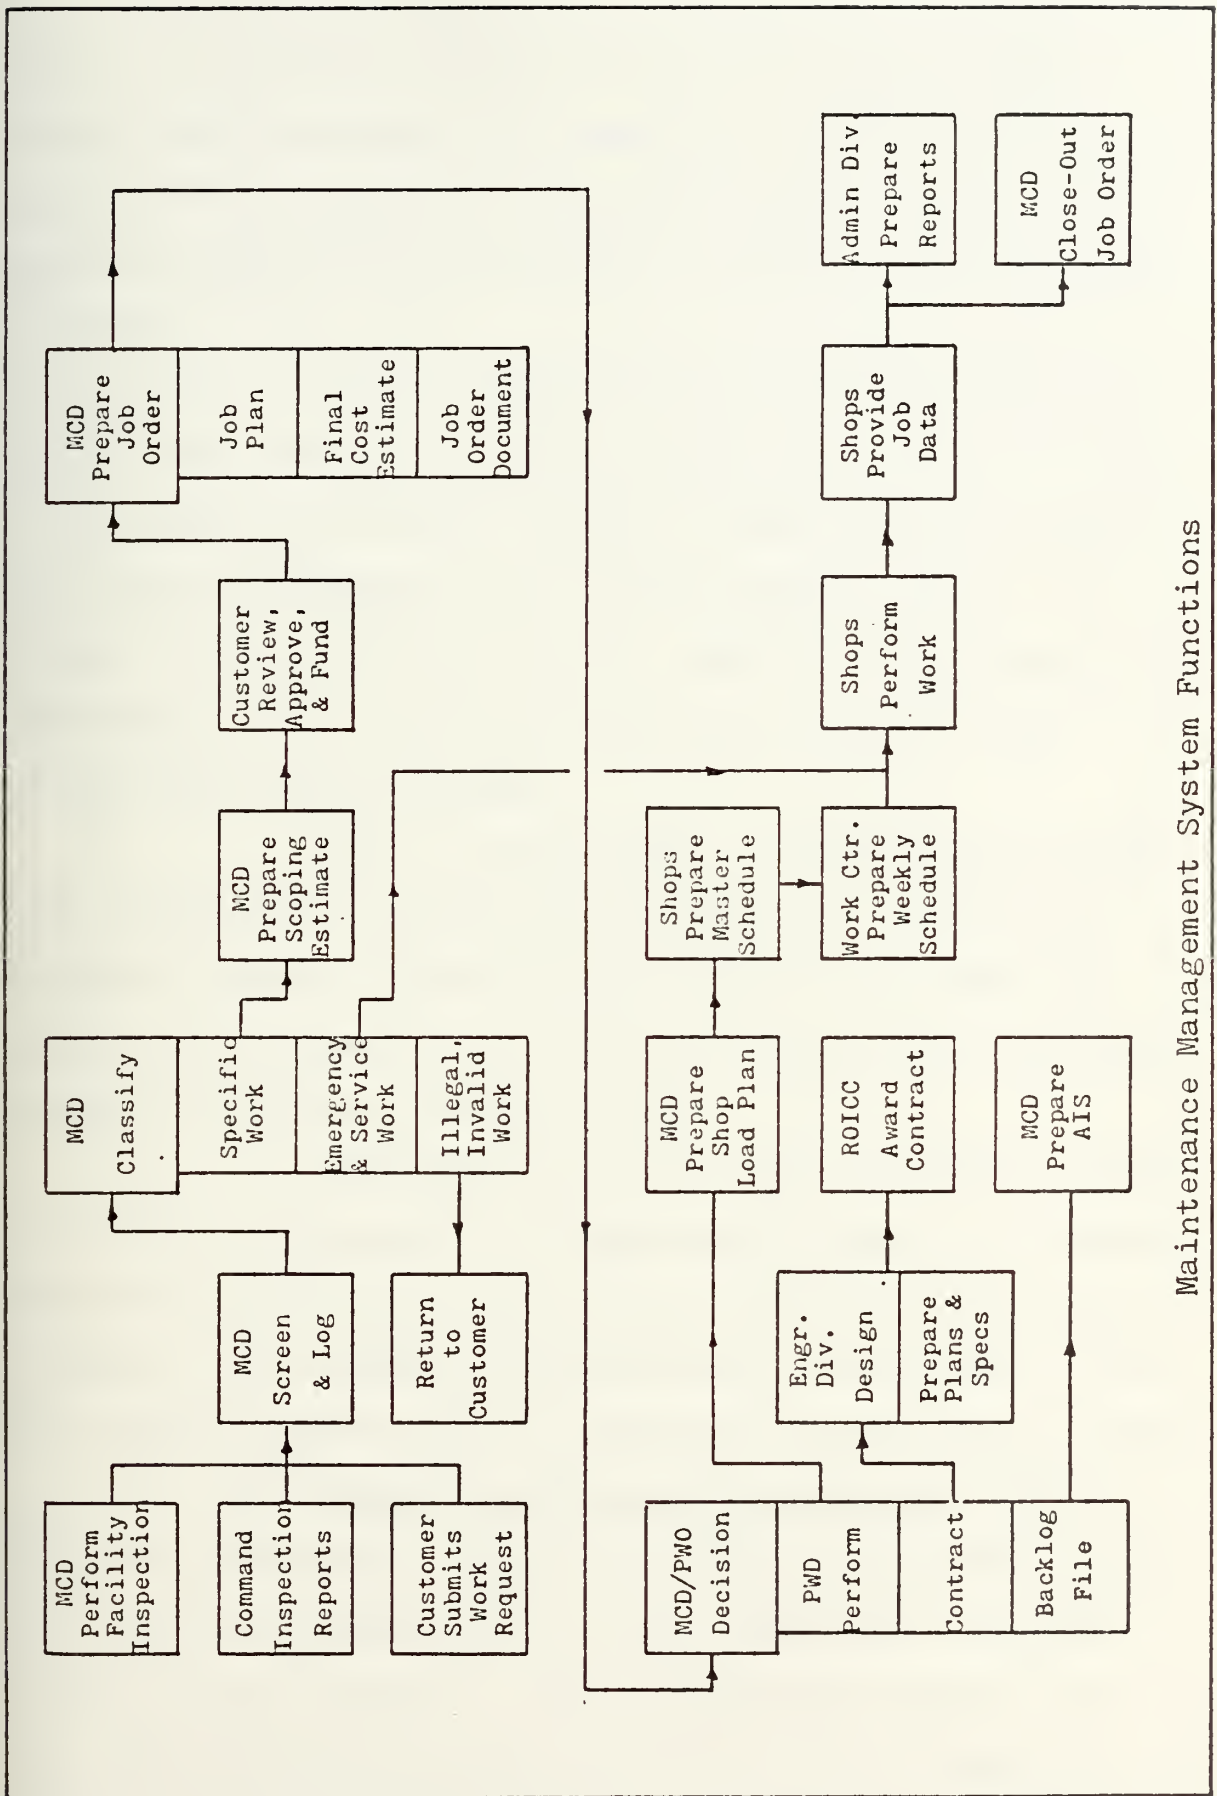 MCD
Perform
Facility
Inspection
Command
Inspection
Reports
Customer
Submits
Work
Request
MCD
Screen
& Log
Return
to
Customer
MCD
Classify
Specific
Work
Emergency
& Service
Work
Illegal,
Invalid
Work
MCD
Prepare
Scoping
Estimate
Customer
Review,
Approve,
& Fund
MCD
Prepare
Job
Order
Job
Plan
Final
Cost
Estimate
Job
Order
Document
MCD/PWO
Decision
PWD
Perform
Contract
Backlog
File
Engr.
Div.
Design
Prepare
Plans &
Specs
MCD
Prepare
Shop
Load Plan
ROICC
Award
Contract
MCD
Prepare
AIS
Shops
Prepare
Master
Schedule
Work Ctr.
Prepare
Weekly
Schedule
Shops
Perform
Work
Shops
Provide
Job
Data
Admin Div.
Prepare
Reports
MCD
Close-Out
Job Order
Maintenance Management System Functions